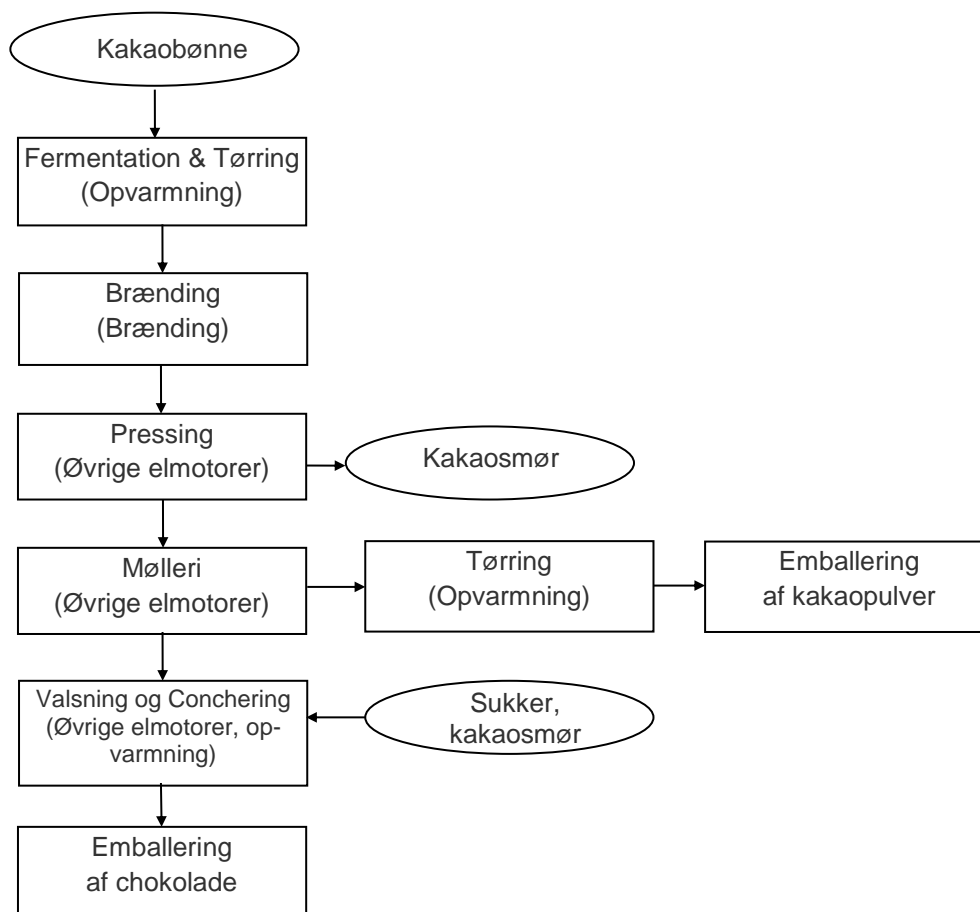 Kakaobønne
Fermentation & Tørring
(Opvarmning)
Brænding
(Brænding)
Pressing
(Øvrige elmotorer)
Kakaosmør
Mølleri
(Øvrige elmotorer)
Tørring
(Opvarmning)
Emballering
af kakaopulver
Valsning og Conchering
(Øvrige elmotorer, op-
varmning)
Sukker,
kakaosmør
Emballering
af chokolade